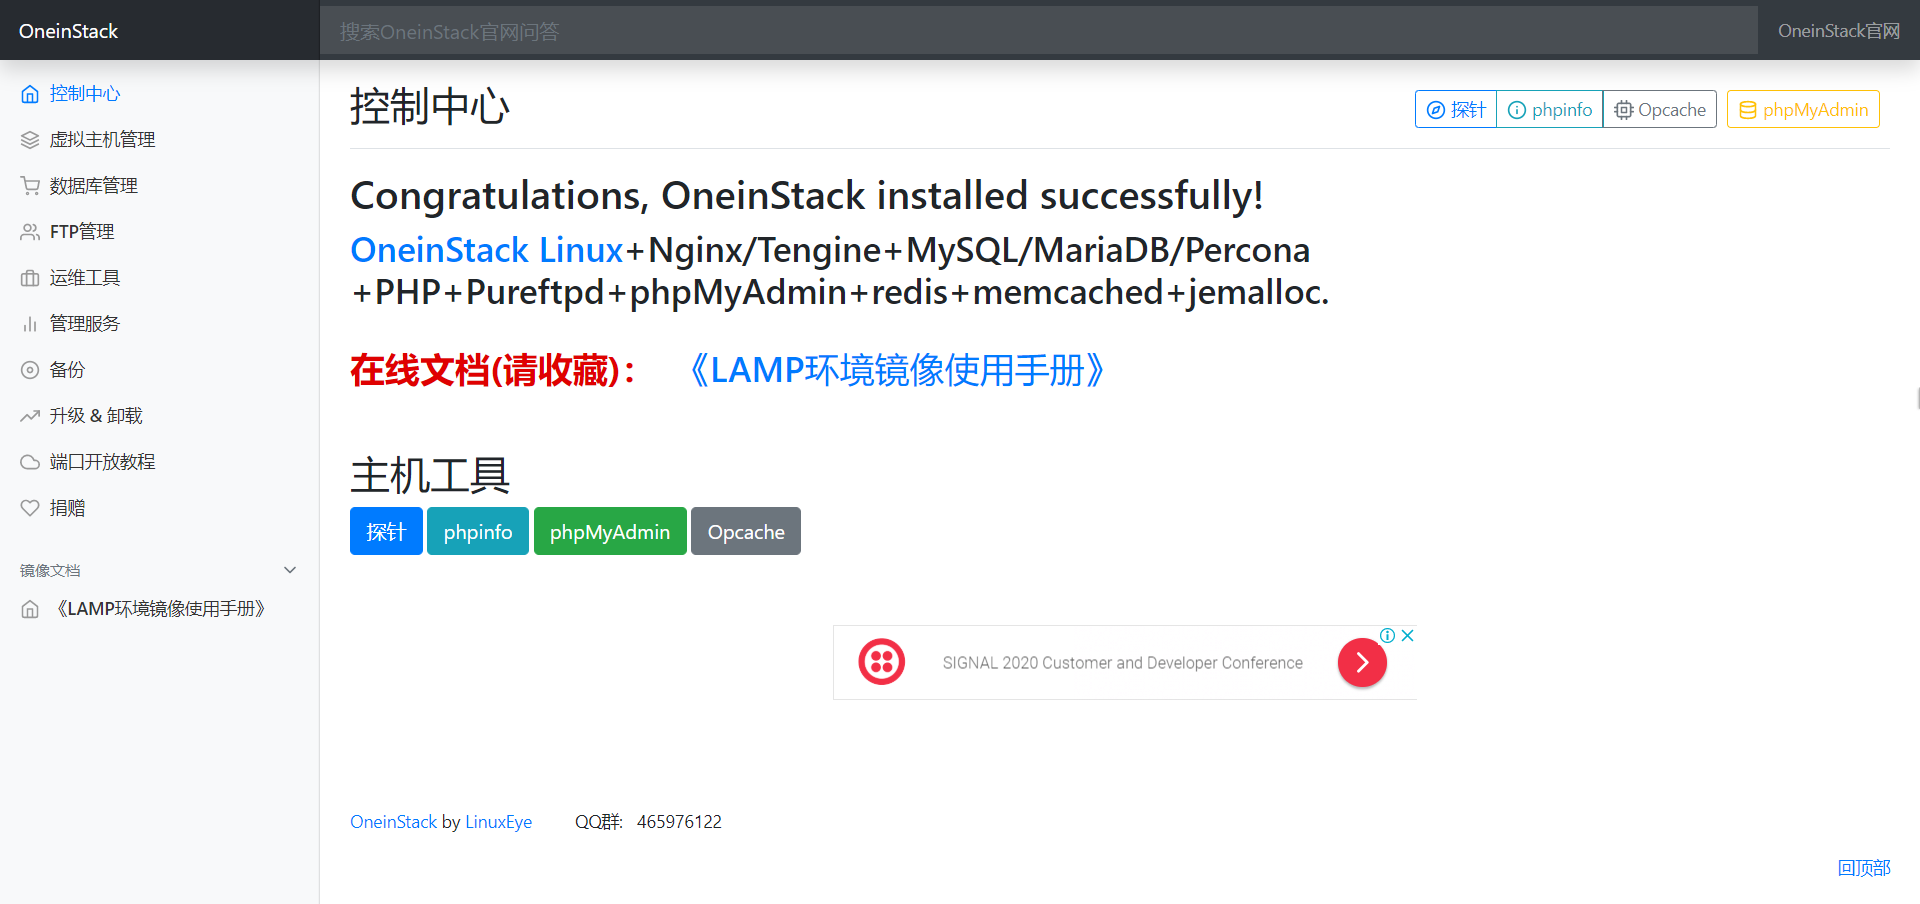 OneinStack
搜索OneinStack官网问答
OneinStack官网
控制中心
虚拟主机管理
数据库管理
FTP管理
运维工具
管理服务
备份
升级 & 卸载
端口开放教程
捐赠
镜像文档
《LAMP环境镜像使用手册》
控制中心
探针
phpinfo
Opcache
phpMyAdmin
Congratulations, OneinStack installed successfully!
OneinStack Linux+Nginx/Tengine+MySQL/MariaDB/Percona
+PHP+Pureftpd+phpMyAdmin+redis+memcached+jemalloc.
在线文档(请收藏)： 《LAMP环境镜像使用手册》
主机工具
探针
phpinfo
phpMyAdmin
Opcache
SIGNAL 2020 Customer and Developer Conference
OneinStack by LinuxEye QQ群: 465976122
回顶部